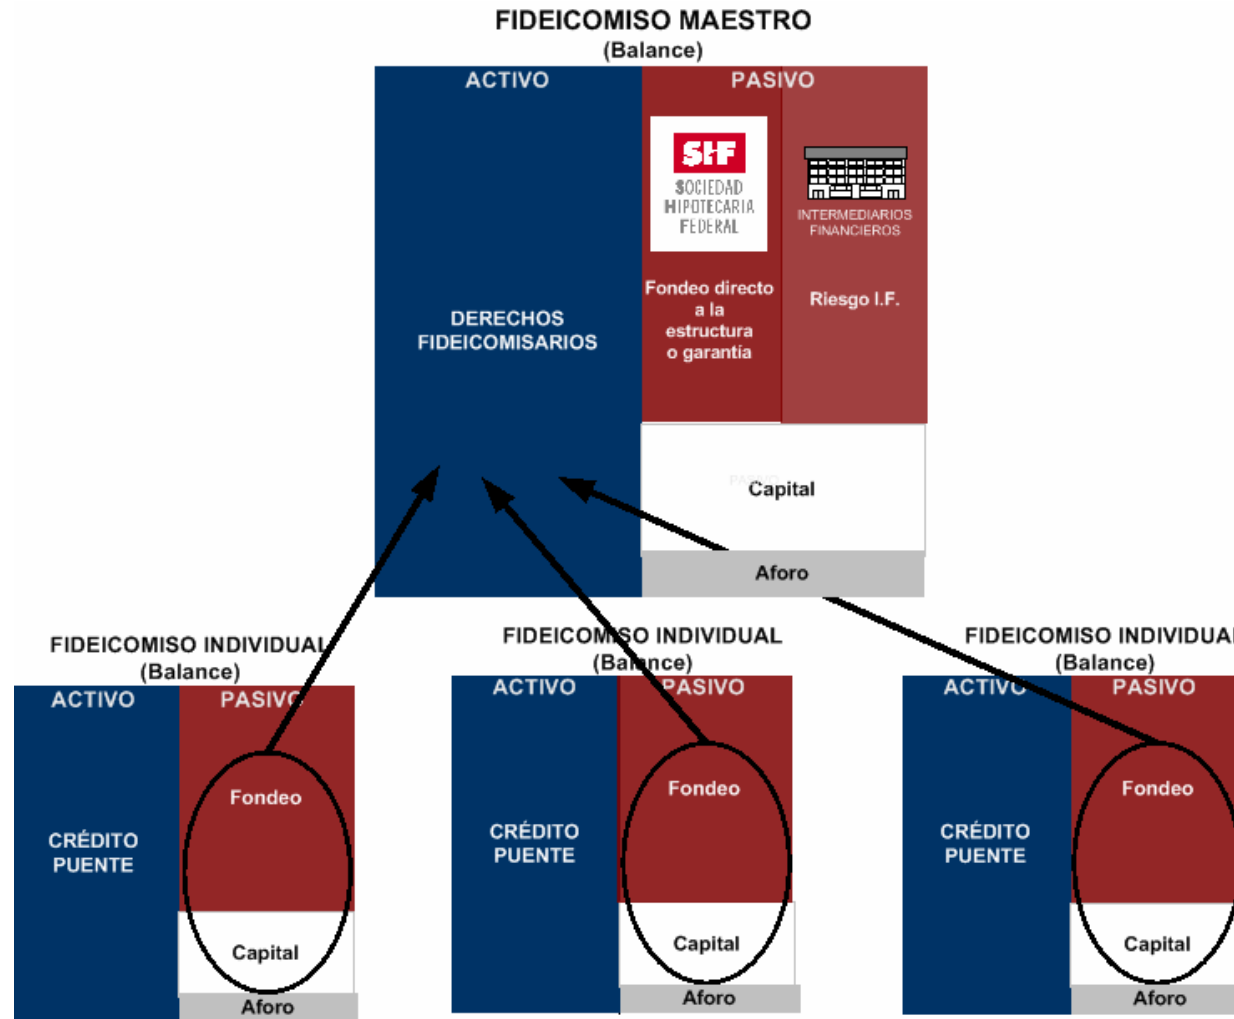 FIDEICOMISO MAESTRO
(Balance)
ACTIVO
PASIVO
SHF
SOCIEDAD
HIPOTECARIA
FEDERAL
INTERMEDIARIOS
FINANCIEROS
Fondeo directo
a la
estructura
o garantía
Riesgo I.F.
DERECHOS
FIDEICOMISARIOS
PASIVO
Capital
Aforo
FIDEICOMISO INDIVIDUAL
(Balance)
ACTIVO
PASIVO
Fondeo
CRÉDITO
PUENTE
Capital
Aforo
FIDEICOMISO INDIVIDUAL
(Balance)
ACTIVO
PASIVO
Fondeo
CRÉDITO
PUENTE
Capital
Aforo
FIDEICOMISO INDIVIDUAL
(Balance)
ACTIVO
PASIVO
Fondeo
CRÉDITO
PUENTE
Capital
Aforo